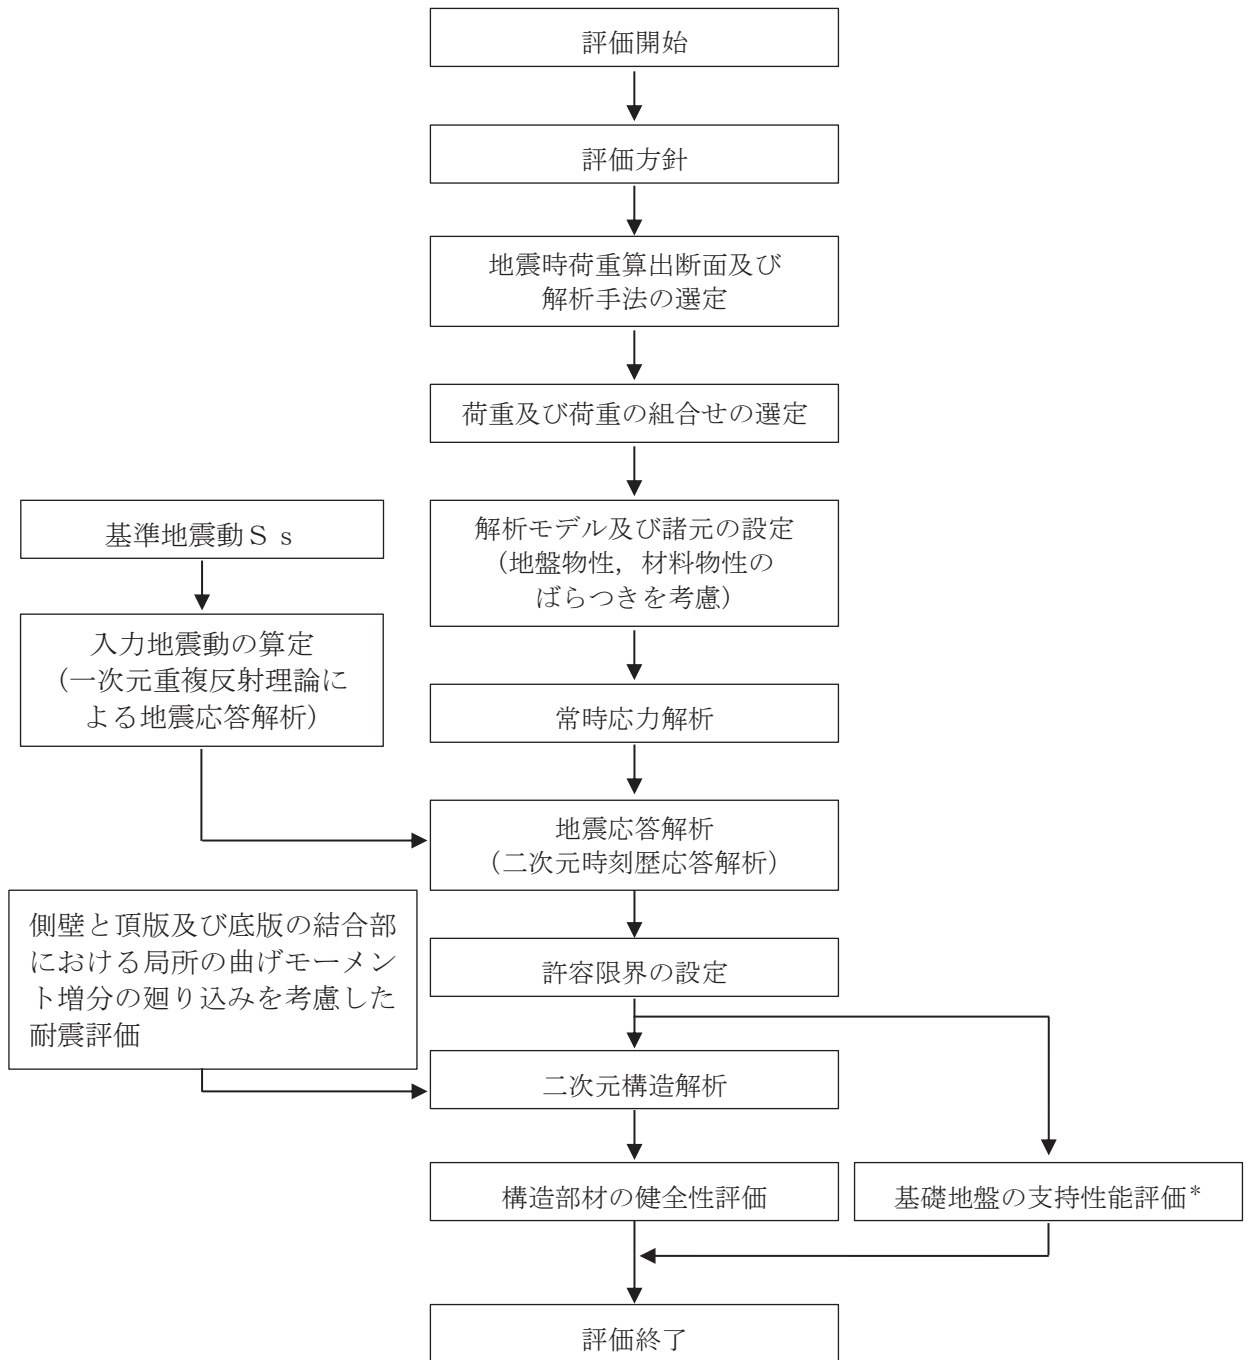 評価開始
評価方針
地震時荷重算出断面及び
解析手法の選定
荷重及び荷重の組合せの選定
基準地震動Ｓｓ
解析モデル及び諸元の設定
（地盤物性，材料物性の
ばらつきを考慮）
入力地震動の算定
（一次元重複反射理論に
よる地震応答解析）
常時応力解析
地震応答解析
（二次元時刻歴応答解析）
側壁と頂版及び底版の結合部
における局所の曲げモーメン
ト増分の廻り込みを考慮した
耐震評価
許容限界の設定
二次元構造解析
構造部材の健全性評価
基礎地盤の支持性能評価*
評価終了